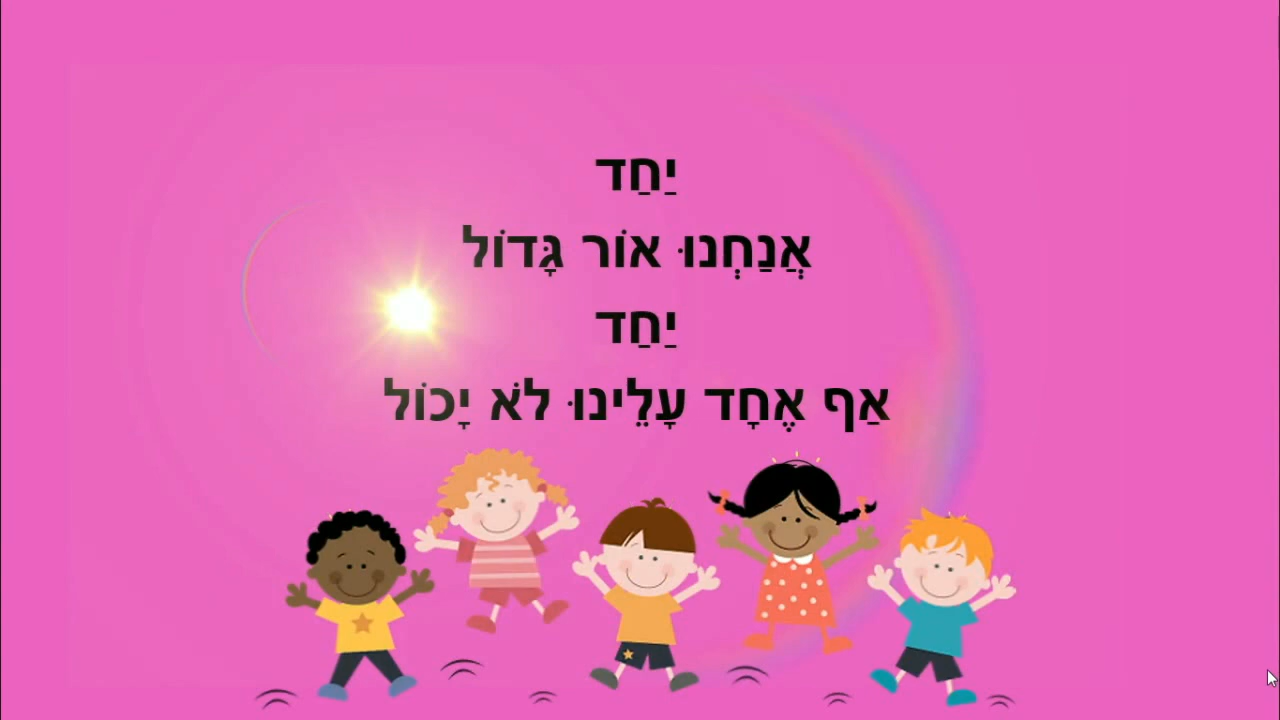 יַחַד
אֲנַחְנוּ אוֹר גָּדוֹל
יַחַד
אַף אֶחָד עָלֵינוּ לֹא יָכוֹל